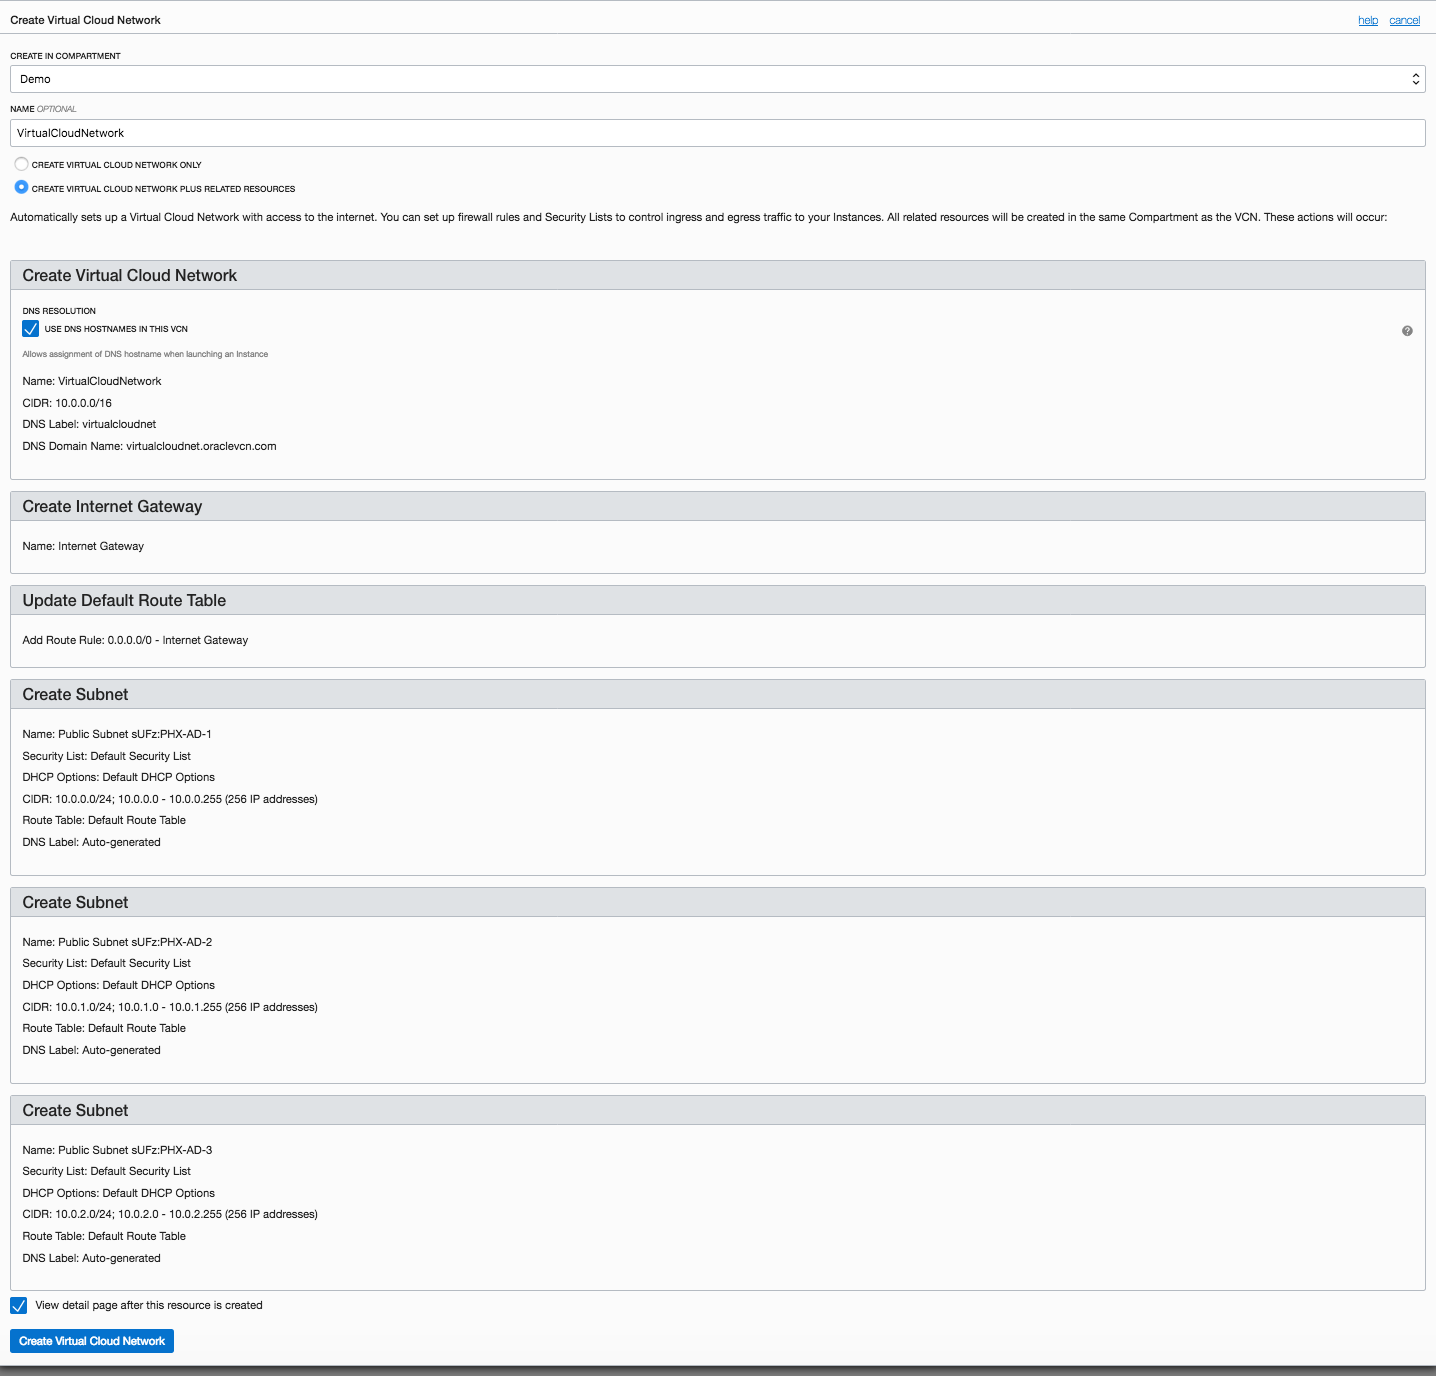 Create Virtual Cloud Network
help cancel
CREATE IN COMPARTMENT
Demo
NAME OPTIONAL
VirtualCloudNetwork
CREATE VIRTUAL CLOUD NETWORK ONLY
CREATE VIRTUAL CLOUD NETWORK PLUS RELATED RESOURCES
Automatically sets up a Virtual Cloud Network with access to the internet. You can set up firewall rules and Security Lists to control ingress and egress traffic to your Instances. All related resources will be created in the same Compartment as the VCN. These actions will occur:
Create Virtual Cloud Network
DNS RESOLUTION
USE DNS HOSTNAMES IN THIS VCN
?
Allows assignment of DNS hostname when launching an Instance
Name: VirtualCloudNetwork
CIDR: 10.0.0.0/16
DNS Label: virtualcloudnet
DNS Domain Name: virtualcloudnet.oraclevcn.com
Create Internet Gateway
Name: Internet Gateway
Update Default Route Table
Add Route Rule: 0.0.0.0/0 - Internet Gateway
Create Subnet
Name: Public Subnet sUFz:PHX-AD-1
Security List: Default Security List
DHCP Options: Default DHCP Options
CIDR: 10.0.0.0/24; 10.0.0.0 - 10.0.0.255 (256 IP addresses)
Route Table: Default Route Table
DNS Label: Auto-generated
Create Subnet
Name: Public Subnet sUFz:PHX-AD-2
Security List: Default Security List
DHCP Options: Default DHCP Options
CIDR: 10.0.1.0/24; 10.0.1.0 - 10.0.1.255 (256 IP addresses)
Route Table: Default Route Table
DNS Label: Auto-generated
Create Subnet
Name: Public Subnet sUFz:PHX-AD-3
Security List: Default Security List
DHCP Options: Default DHCP Options
CIDR: 10.0.2.0/24; 10.0.2.0 - 10.0.2.255 (256 IP addresses)
Route Table: Default Route Table
DNS Label: Auto-generated
View detail page after this resource is created
Create Virtual Cloud Network